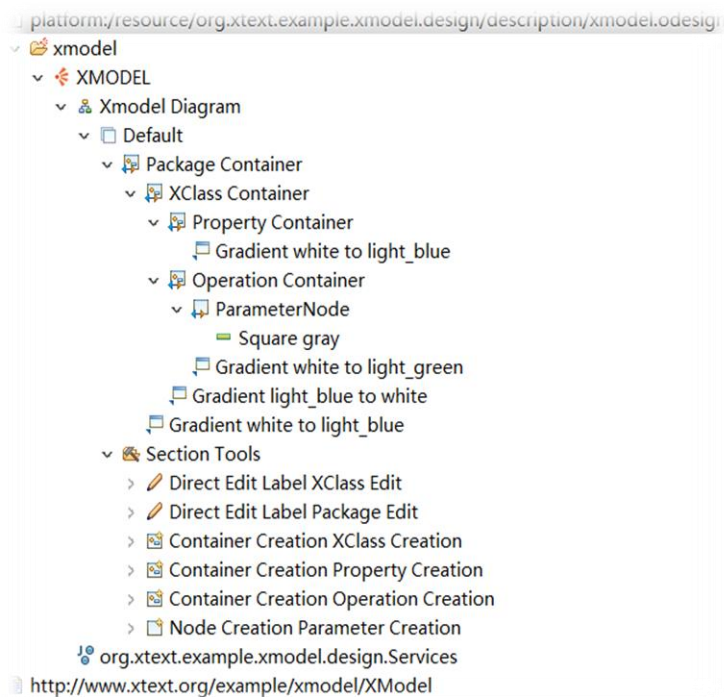 platform:/resource/org.xtext.example.xmodel.design/description/xmodel.odesign
xmodel
XMODEL
Xmodel Diagram
Default
Package Container
XClass Container
Property Container
Gradient white to light_blue
Operation Container
ParameterNode
Square gray
Gradient white to light_green
Gradient light_blue to white
Gradient white to light_blue
Section Tools
Direct Edit Label XClass Edit
Direct Edit Label Package Edit
Container Creation XClass Creation
Container Creation Property Creation
Container Creation Operation Creation
Node Creation Parameter Creation
org.xtext.example.xmodel.design.Services
http://www.xtext.org/example/xmodel/XModel